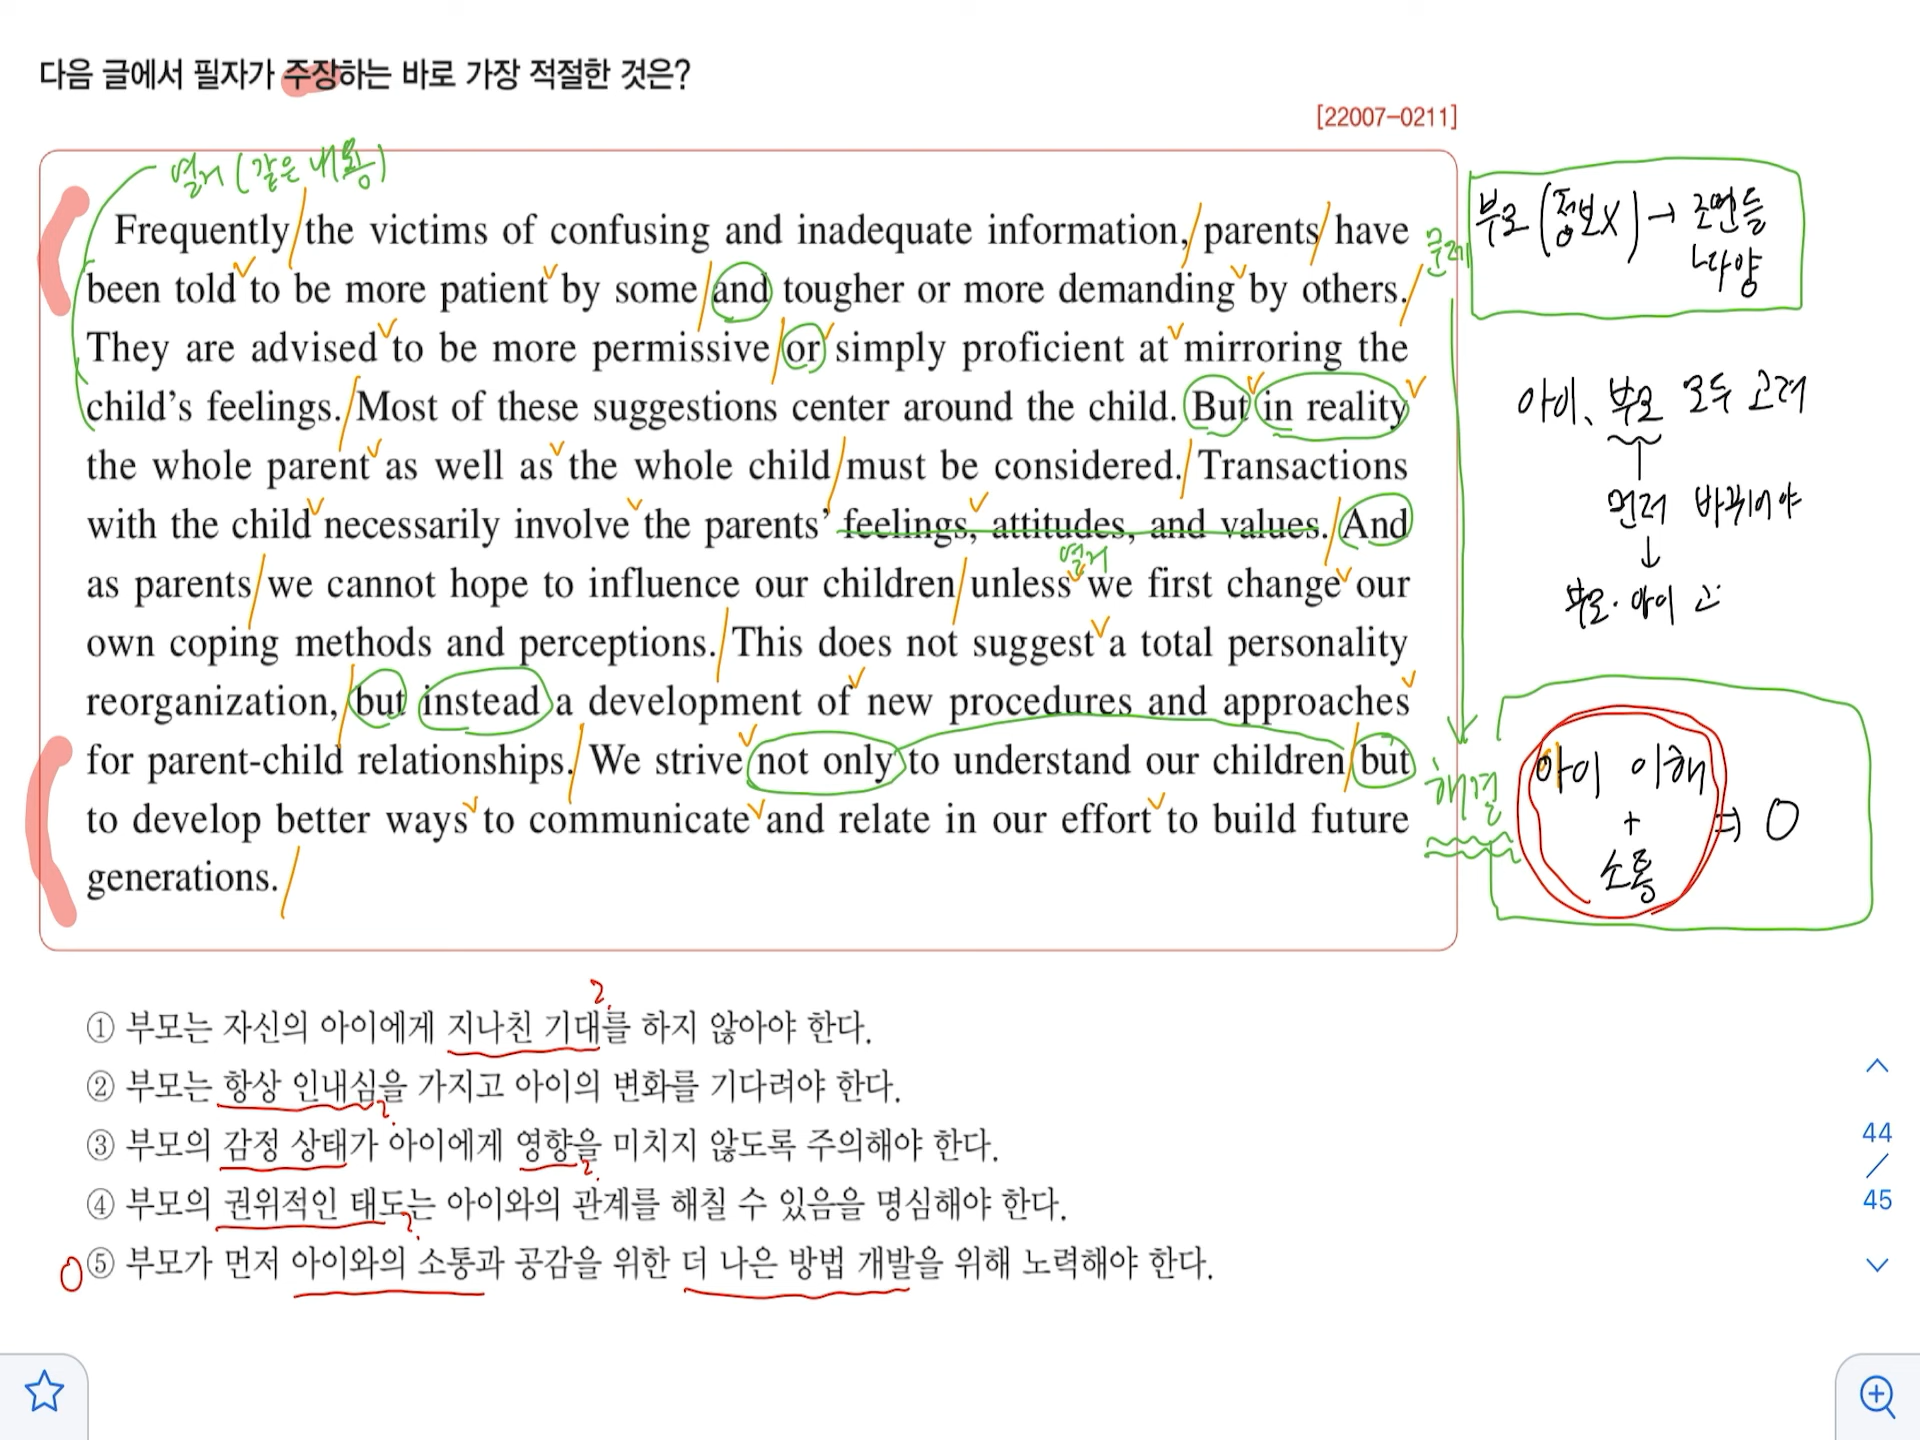 다음 글에서 필자가 주장하는 바로 가장 적절한 것은?
[22007-0211]
열거 (같은 내용)
Frequently the victims of confusing and inadequate information, parents have
been told to be more patient by some and tougher or more demanding by others.
They are advised to be more permissive or simply proficient at mirroring the
child's feelings. Most of these suggestions center around the child. But in reality
the whole parent as well as the whole child must be considered. Transactions
with the child necessarily involve the parents' feelings, attitudes, and values. And
열거
as parents we cannot hope to influence our children unless we first change our
own coping methods and perceptions. This does not suggest a total personality
reorganization, but instead a development of new procedures and approaches
for parent-child relationships. We strive not only to understand our children but
to develop better ways to communicate and relate in our effort to build future
generations.
문제
부모 (정보X) → 조언들
다양
아이, 부모 모두 고려
↑
먼저 바뀌어야
↓
부모·아이
해결
아이 이해
+
소통
⇒ O
① 부모는 자신의 아이에게 지나친 기대를 하지 않아야 한다.
② 부모는 항상 인내심을 가지고 아이의 변화를 기다려야 한다.
③ 부모의 감정 상태가 아이에게 영향을 미치지 않도록 주의해야 한다.
④ 부모의 권위적인 태도는 아이와의 관계를 해칠 수 있음을 명심해야 한다.
⑤ 부모가 먼저 아이와의 소통과 공감을 위한 더 나은 방법 개발을 위해 노력해야 한다.
44
/
45